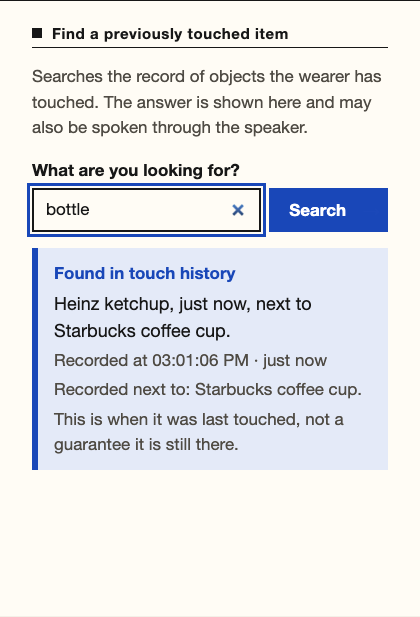 Find a previously touched item
Searches the record of objects the wearer has
touched. The answer is shown here and may
also be spoken through the speaker.
What are you looking for?
bottle
Search
Found in touch history
Heinz ketchup, just now, next to
Starbucks coffee cup.
Recorded at 03:01:06 PM · just now
Recorded next to: Starbucks coffee cup.
This is when it was last touched, not a
guarantee it is still there.